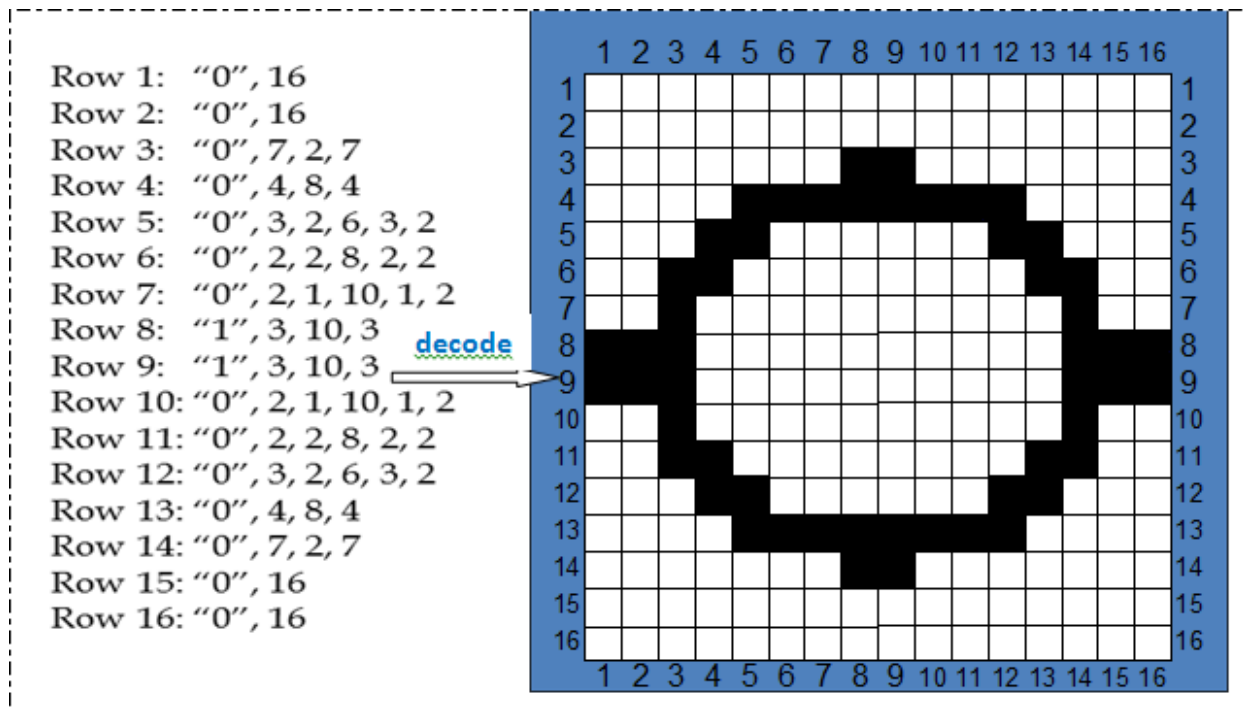 Row 1: “0”, 16
Row 2: “0”, 16
Row 3: “0”, 7, 2, 7
Row 4: “0”, 4, 8, 4
Row 5: “0”, 3, 2, 6, 3, 2
Row 6: “0”, 2, 2, 8, 2, 2
Row 7: “0”, 2, 1, 10, 1, 2
Row 8: “1”, 3, 10, 3
Row 9: “1”, 3, 10, 3
Row 10: “0”, 2, 1, 10, 1, 2
Row 11: “0”, 2, 2, 8, 2, 2
Row 12: “0”, 3, 2, 6, 3, 2
Row 13: “0”, 4, 8, 4
Row 14: “0”, 7, 2, 7
Row 15: “0”, 16
Row 16: “0”, 16
decode
1 2 3 4 5 6 7 8 9 10 11 12 13 14 15 16
1 1
2 2
3 3
4 4
5 5
6 6
7 7
8 8
9 9
10 10
11 11
12 12
13 13
14 14
15 15
16 16
1 2 3 4 5 6 7 8 9 10 11 12 13 14 15 16